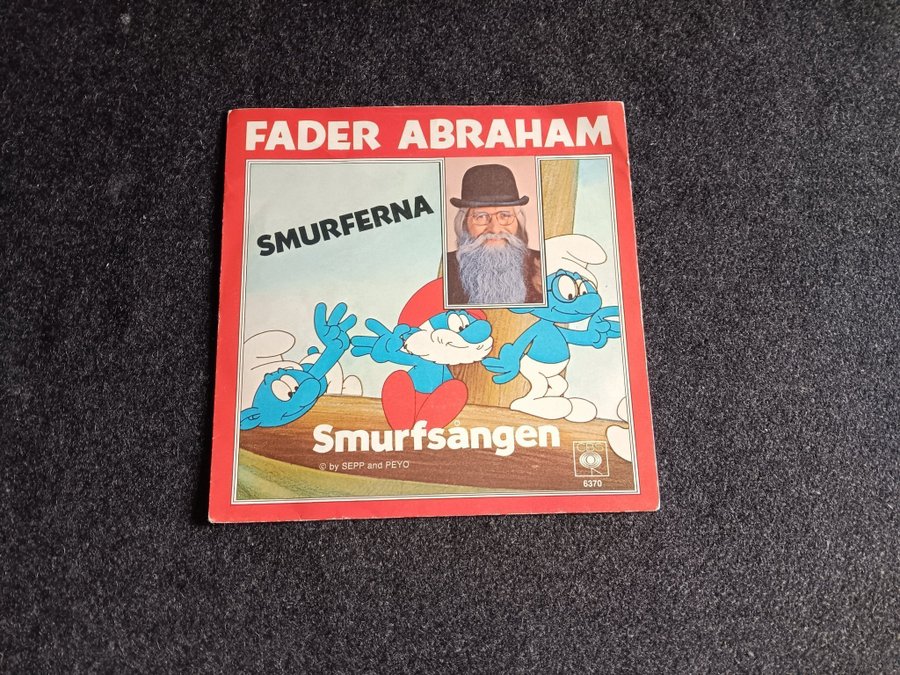 FADER ABRAHAM
SMURFERNA
Smurfsången
© by SEPP and PEYO
CBS
6370